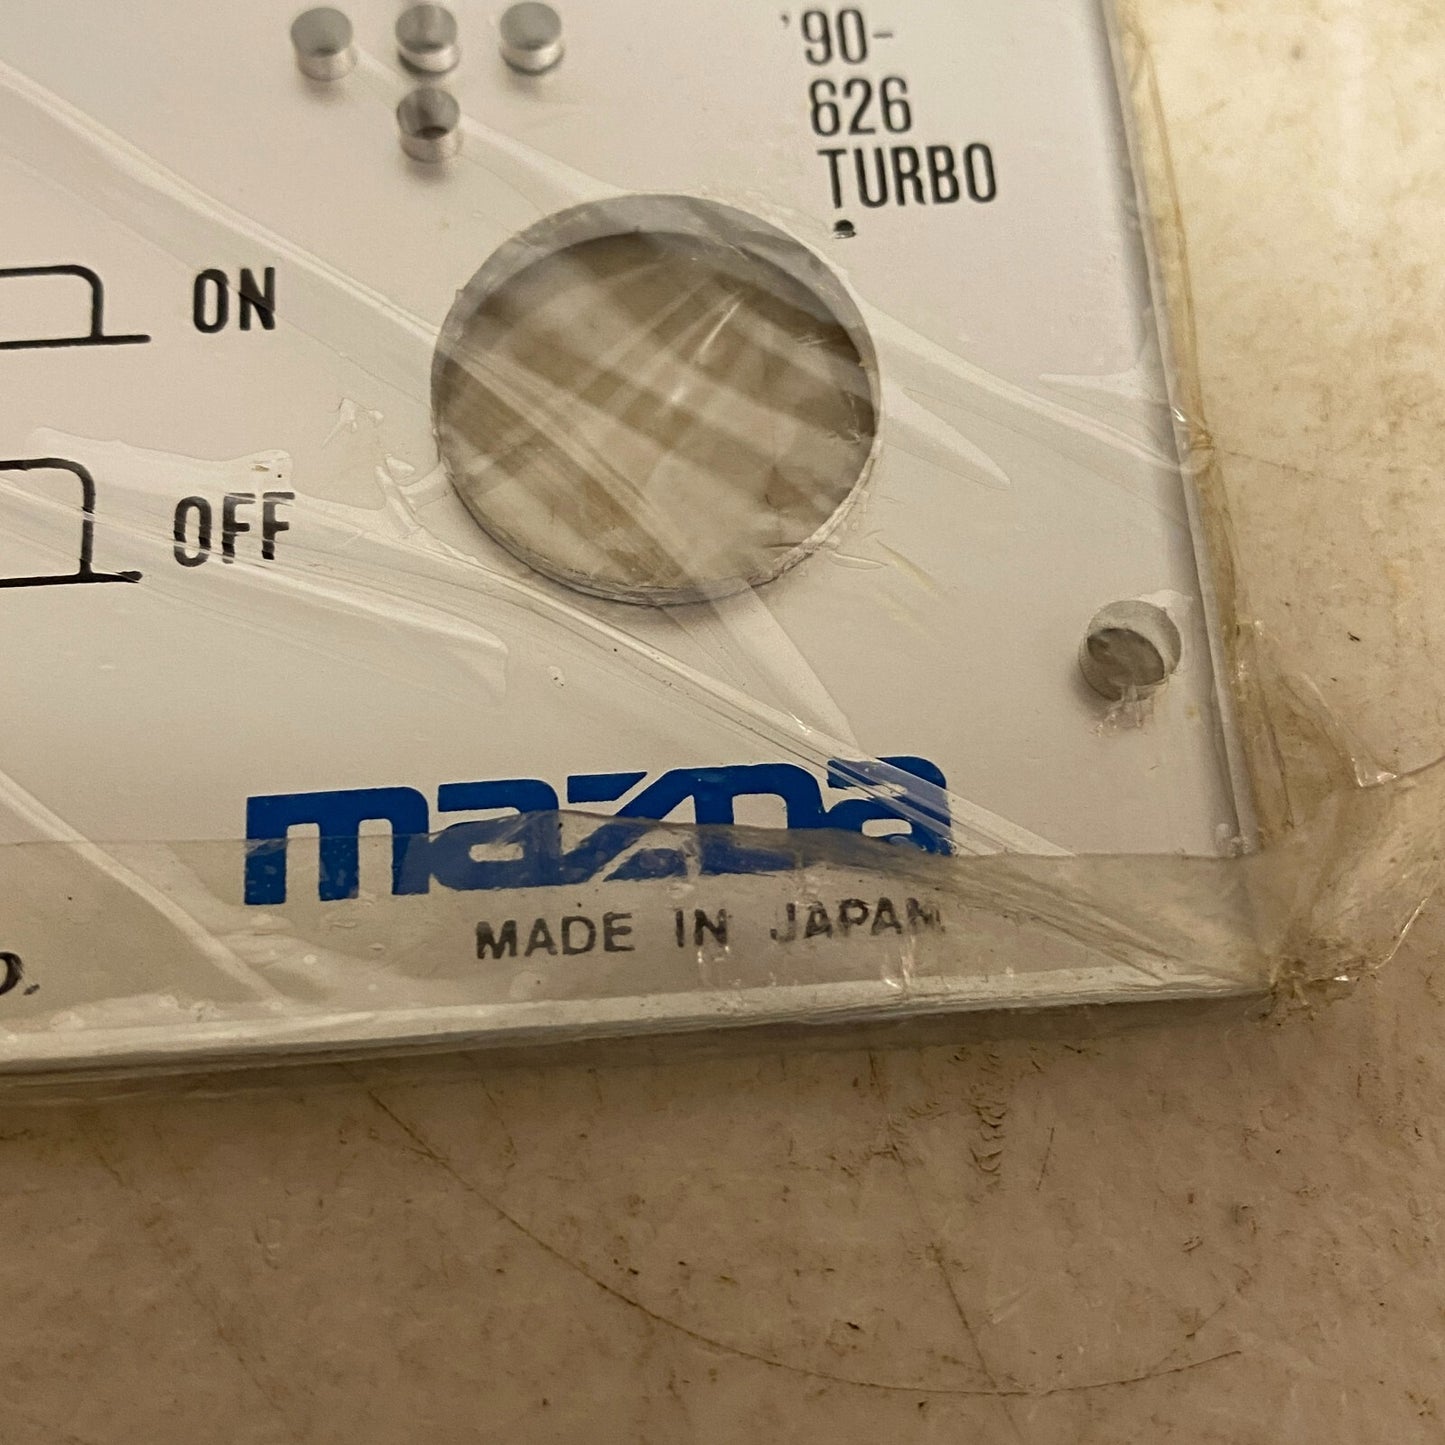 '90-
626
TURBO
ON
OFF
mazda
MADE IN JAPAN